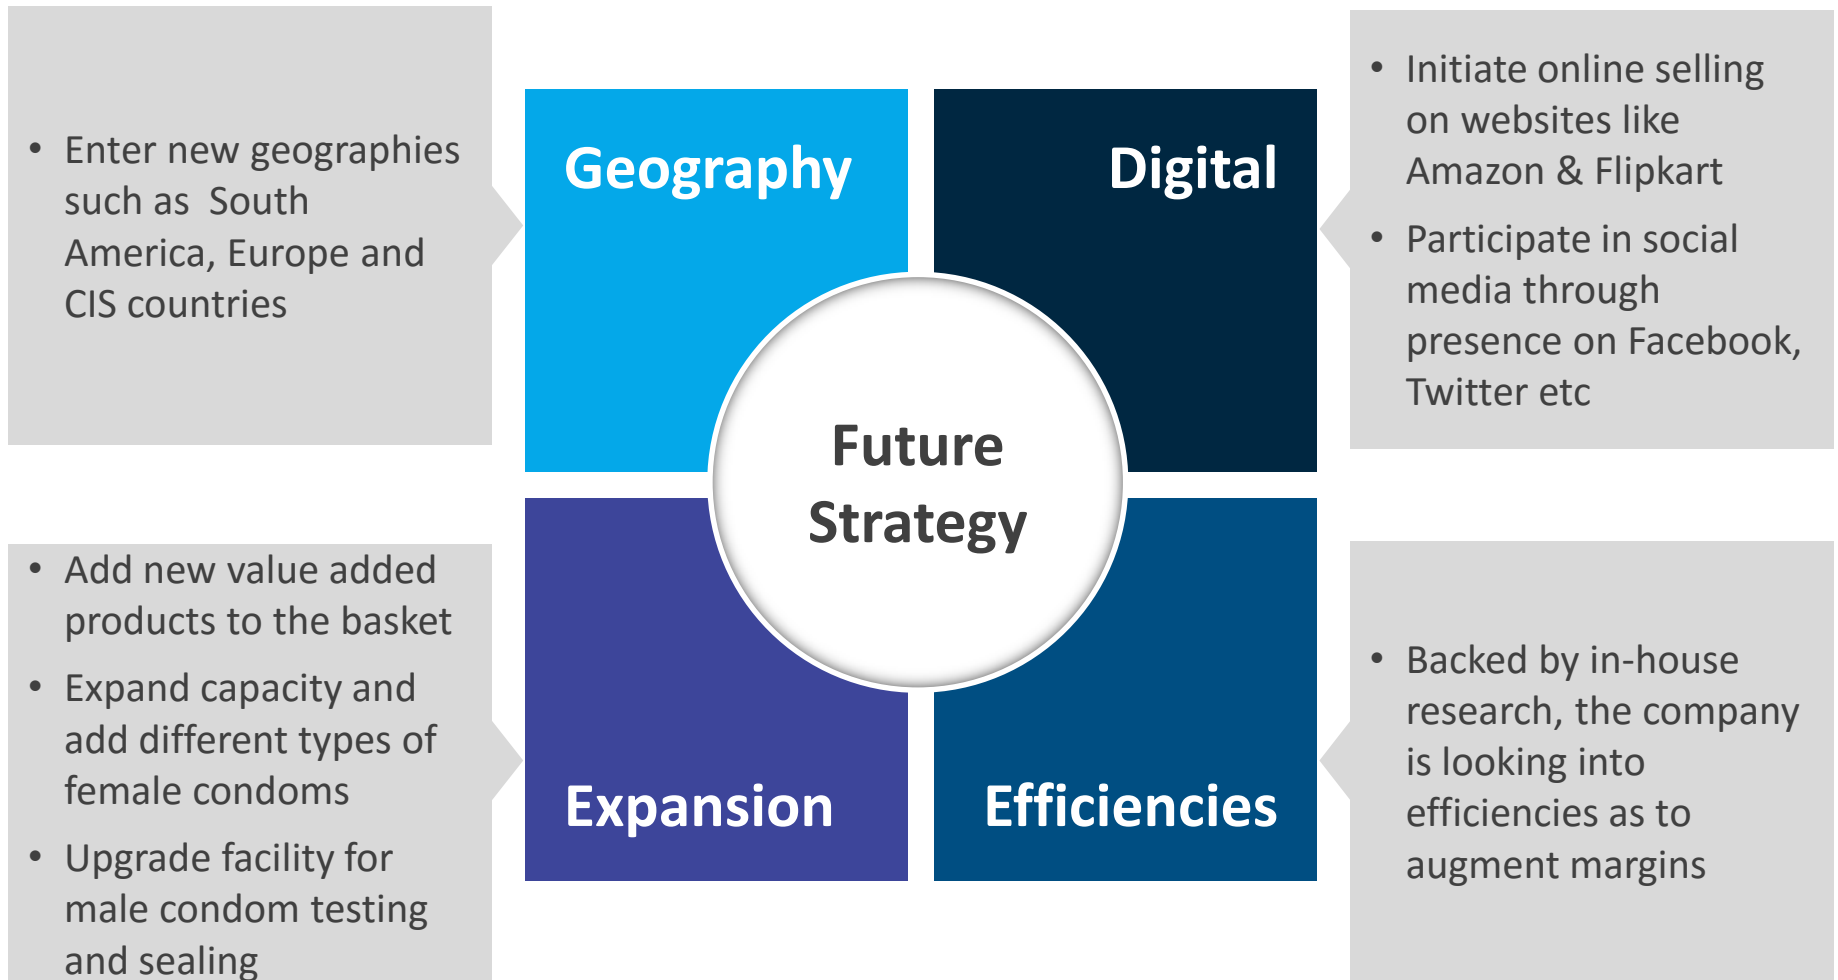 • Enter new geographies
such as  South
America, Europe and
CIS countries
Geography
Digital
• Initiate online selling
on websites like
Amazon & Flipkart
• Participate in social
media through
presence on Facebook,
Twitter etc
Future
Strategy
• Add new value added
products to the basket
• Expand capacity and
add different types of
female condoms
• Upgrade facility for
male condom testing
and sealing
Expansion
Efficiencies
• Backed by in-house
research, the company
is looking into
efficiencies as to
augment margins